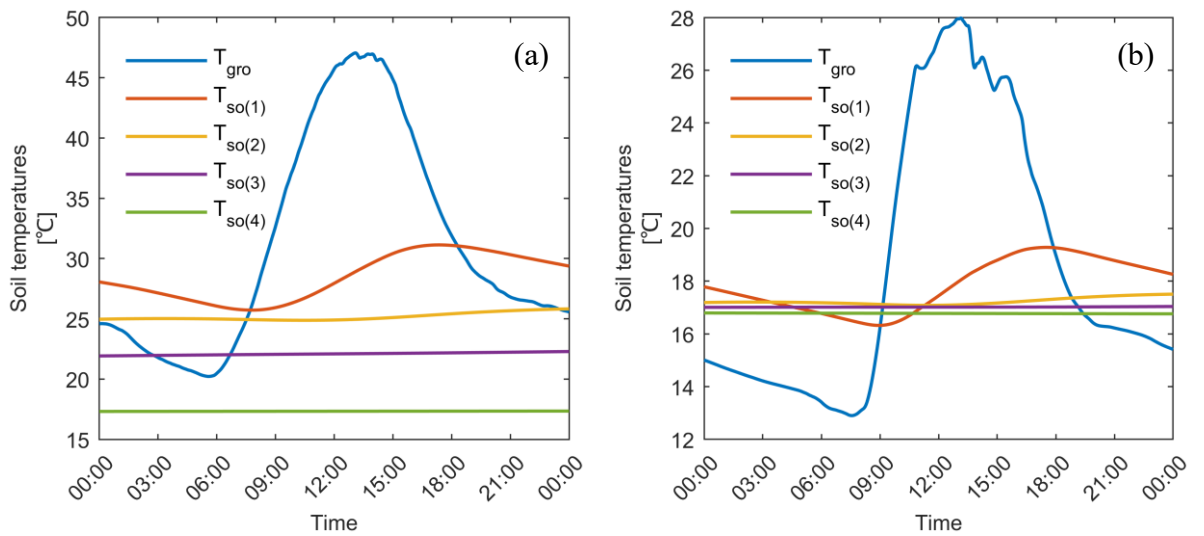 (a)
T_gro
T_so(1)
T_so(2)
T_so(3)
T_so(4)
50
45
40
35
30
25
20
15
Soil temperatures
[℃]
00:00
03:00
06:00
09:00
12:00
15:00
18:00
21:00
00:00
Time
(b)
T_gro
T_so(1)
T_so(2)
T_so(3)
T_so(4)
28
26
24
22
20
18
16
14
12
Soil temperatures
[℃]
00:00
03:00
06:00
09:00
12:00
15:00
18:00
21:00
00:00
Time